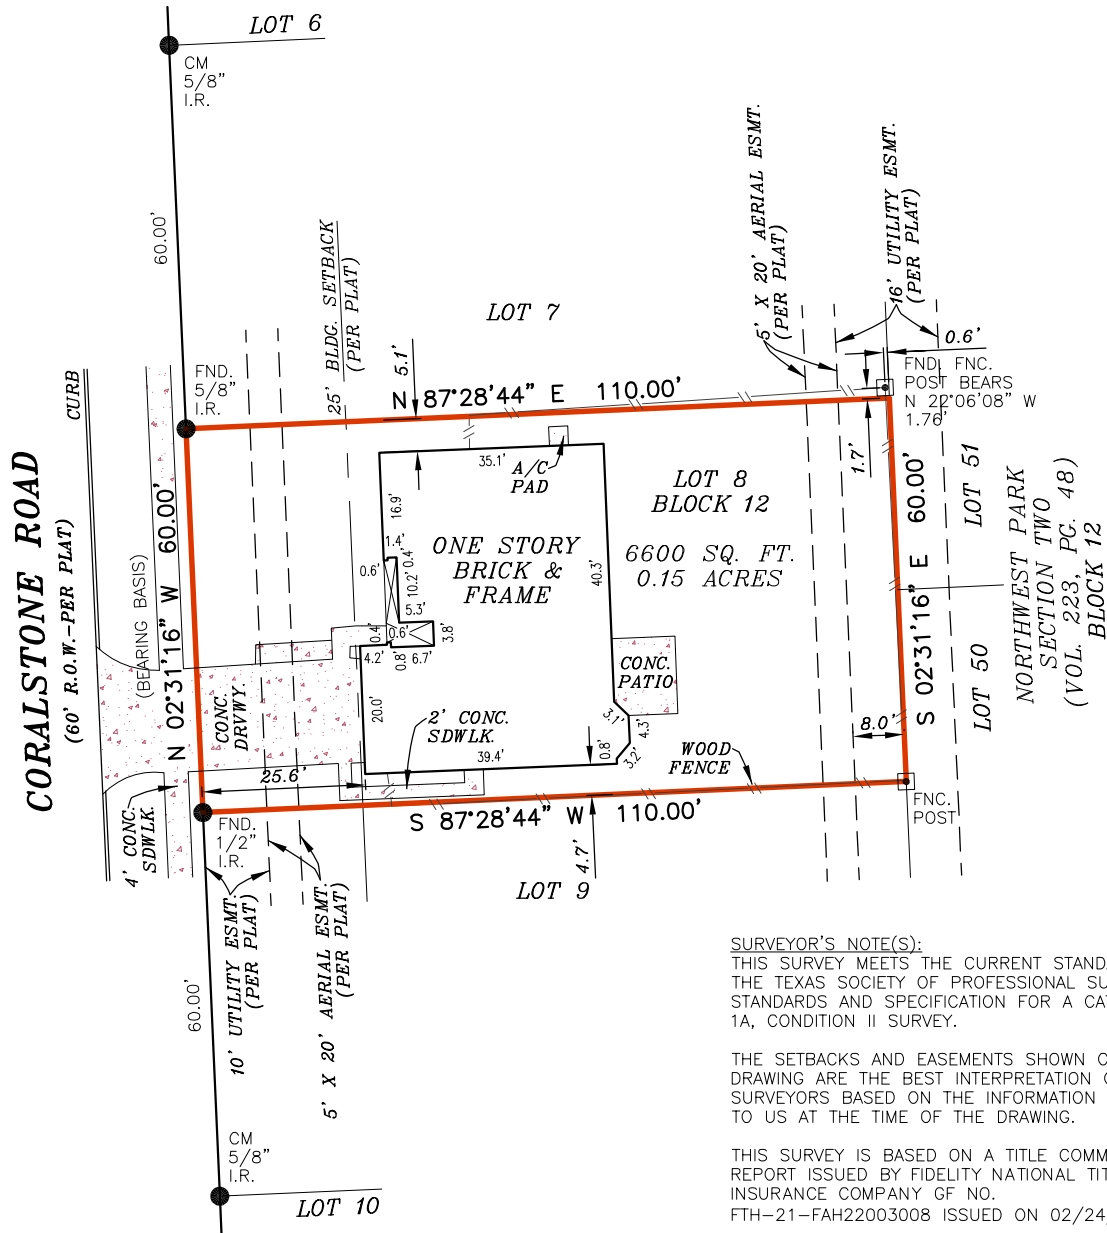 LOT 6
CM
5/8"
I.R.
60.00'
CURB
FND.
5/8"
I.R.
25' BLDG. SETBACK
(PER PLAT)
5.1'
LOT 7
5' X 20' AERIAL ESMT.
(PER PLAT)
16' UTILITY ESMT.
(PER PLAT)
0.6'
FND. FNC.
POST BEARS
N 22°06'08" W
1.76'
N 87°28'44" E 110.00'
1.7'
CORALSTONE ROAD
(60' R.O.W.-PER PLAT)
(BEARING BASIS)
N 02°31'16" W 60.00'
35.1'
A/C
PAD
16.9'
1.4'
0.4'
0.6'
10.2'
5.3'
0.4'
0.6'
3.8'
4.2'
0.8'
6.7'
20.0'
ONE STORY
BRICK &
FRAME
40.3'
LOT 8
BLOCK 12
6600 SQ. FT.
0.15 ACRES
S 02°31'16" E 60.00'
LOT 51
LOT 50
NORTHWEST PARK
SECTION TWO
(VOL. 223, PG. 48)
BLOCK 12
CONC.
PATIO
3.1'
4.3'
3.2'
0.8'
CONC.
DRVWY.
2' CONC.
SDWLK.
39.4'
25.6'
WOOD
FENCE
8.0'
FNC.
POST
4' CONC.
SDWLK.
FND.
1/2"
I.R.
S 87°28'44" W 110.00'
4.7'
LOT 9
10' UTILITY ESMT.
(PER PLAT)
5' X 20' AERIAL ESMT.
(PER PLAT)
60.00'
CM
5/8"
I.R.
LOT 10
SURVEYOR'S NOTE(S):
THIS SURVEY MEETS THE CURRENT STANDA
THE TEXAS SOCIETY OF PROFESSIONAL SU
STANDARDS AND SPECIFICATION FOR A CA
1A, CONDITION II SURVEY.
THE SETBACKS AND EASEMENTS SHOWN O
DRAWING ARE THE BEST INTERPRETATION
SURVEYORS BASED ON THE INFORMATION
TO US AT THE TIME OF THE DRAWING.
THIS SURVEY IS BASED ON A TITLE COMM
REPORT ISSUED BY FIDELITY NATIONAL TIT
INSURANCE COMPANY GF NO.
FTH-21-FAH22003008 ISSUED ON 02/24